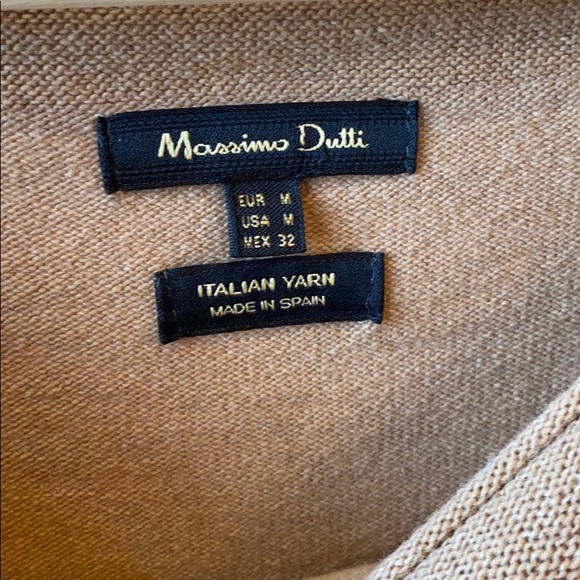 Massimo Dutti
EUR M
USA M
MEX 32
ITALIAN YARN
MADE IN SPAIN